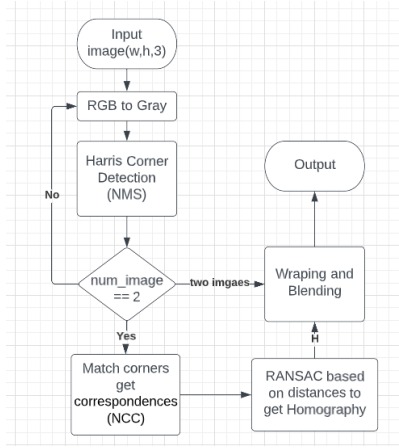 Input
image(w,h,3)
RGB to Gray
Harris Corner
Detection
(NMS)
No
num_image
== 2
two imgaes
Yes
Match corners
get
correspondences
(NCC)
RANSAC based
on distances to
get Homography
H
Wraping and
Blending
Output